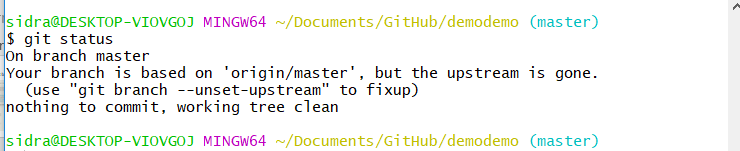 sidra@DESKTOP-VIOVGOJ MINGW64 ~/Documents/GitHub/demodemo (master)
$ git status
On branch master
Your branch is based on 'origin/master', but the upstream is gone.
  (use "git branch --unset-upstream" to fixup)
nothing to commit, working tree clean
sidra@DESKTOP-VIOVGOJ MINGW64 ~/Documents/GitHub/demodemo (master)